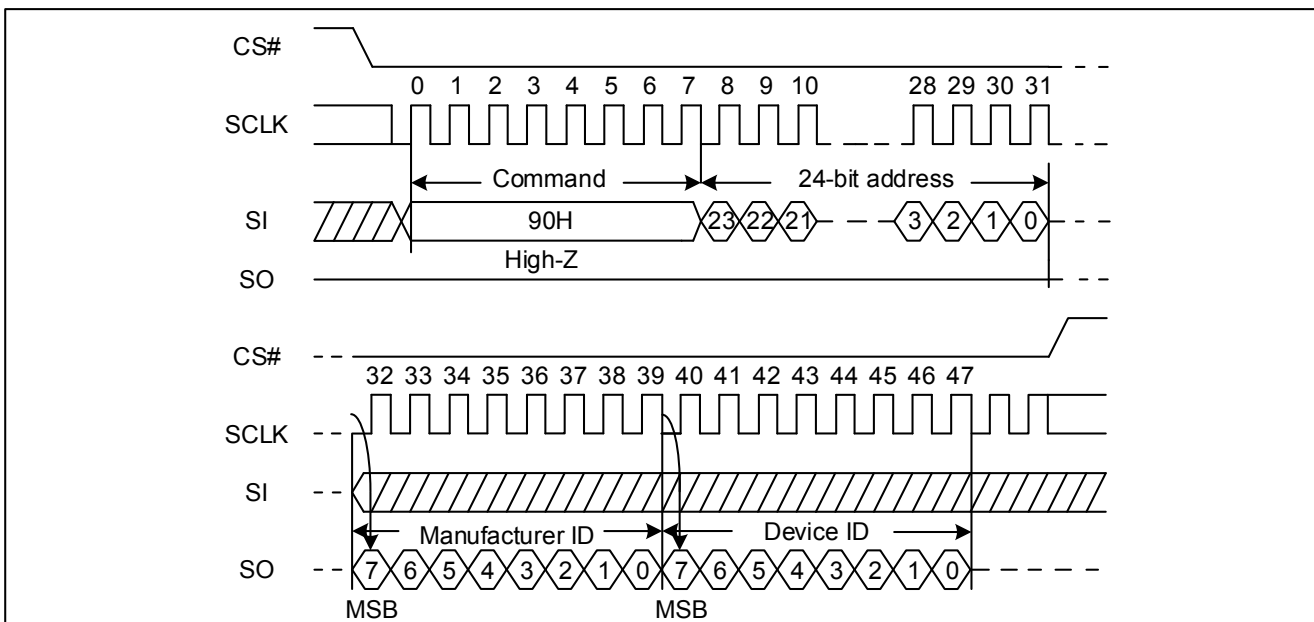 CS#
0 1 2 3 4 5 6 7 8 9 10 28 29 30 31
SCLK
Command 24-bit address
SI 90H 23 22 21 3 2 1 0
High-Z
SO
CS#
32 33 34 35 36 37 38 39 40 41 42 43 44 45 46 47
SCLK
SI
Manufacturer ID Device ID
SO 7 6 5 4 3 2 1 0 7 6 5 4 3 2 1 0
MSB MSB